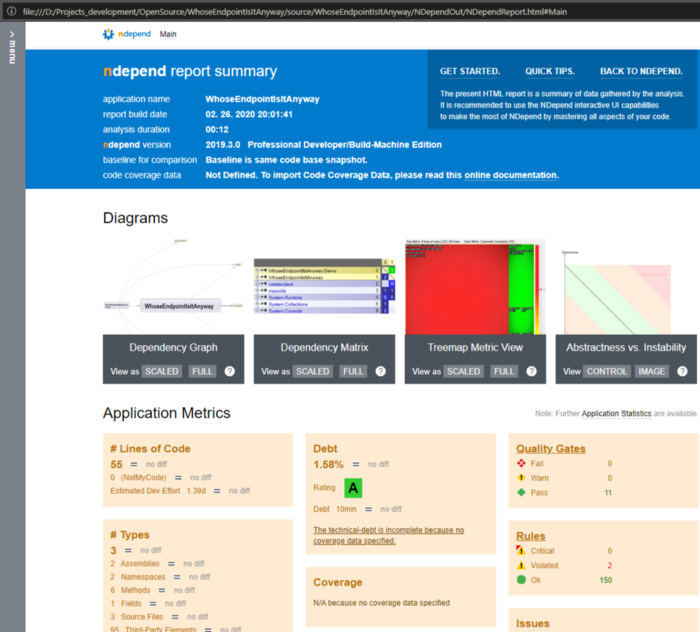 file:///D:/Projects_development/OpenSource/WhoseEndpointIsItAnyway/source/WhoseEndpointIsItAnyway/NDependOut/NDependReport.html#Main
menu
ndepend Main
ndepend report summary
GET STARTED. QUICK TIPS. BACK TO NDEPEND.
The present HTML report is a summary of data gathered by the analysis.
It is recommended to use the NDepend interactive UI capabilities
to make the most of NDepend by mastering all aspects of your code.
application name WhoseEndpointIsItAnyway
report build date 02. 26. 2020 20:01:41
analysis duration 00:12
ndepend version 2019.3.0 Professional Developer/Build-Machine Edition
baseline for comparison Baseline is same code base snapshot.
code coverage data Not Defined. To import Code Coverage Data, please read this online documentation.
Diagrams
WhoseEndpointIsItAnyway
WhoseEndpointIsItAnyway.Demo
WhoseEndpointIsItAnyway
netstandard
mscorlib
System.Runtime
System.Collections
System.Console
Dependency Graph
View as SCALED FULL ?
Dependency Matrix
View as SCALED FULL ?
Treemap Metric View
View as SCALED FULL ?
Abstractness vs. Instability
View CONTROL IMAGE ?
Application Metrics
Note: Further Application Statistics are available.
# Lines of Code
55 = no diff
0 (NotMyCode) = no diff
Estimated Dev Effort 1.39d = no diff
# Types
3 = no diff
2 Assemblies = no diff
2 Namespaces = no diff
6 Methods = no diff
1 Fields = no diff
3 Source Files = no diff
95 Third-Party Elements = no diff
Debt
1.58% = no diff
Rating A
Debt 10min = no diff
The technical-debt is incomplete because no
coverage data specified.
Coverage
N/A because no coverage data specified
Quality Gates
Fail 0
Warn 0
Pass 11
Rules
Critical 0
Violated 2
Ok 150
Issues